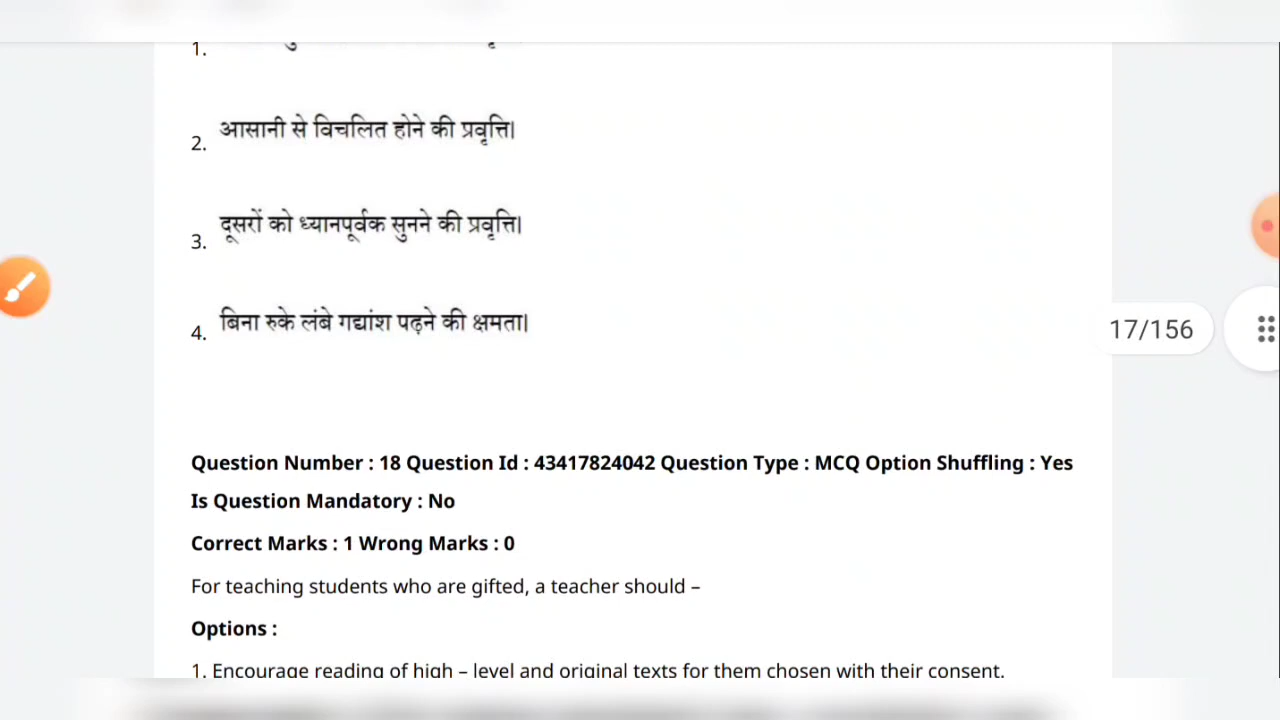 1.
2. आसानी से विचलित होने की प्रवृत्ति।
3. दूसरों को ध्यानपूर्वक सुनने की प्रवृत्ति।
4. बिना रुके लंबे गद्यांश पढ़ने की क्षमता।
17/156
Question Number : 18 Question Id : 43417824042 Question Type : MCQ Option Shuffling : Yes
Is Question Mandatory : No
Correct Marks : 1 Wrong Marks : 0
For teaching students who are gifted, a teacher should –
Options :
1. Encourage reading of high – level and original texts for them chosen with their consent.